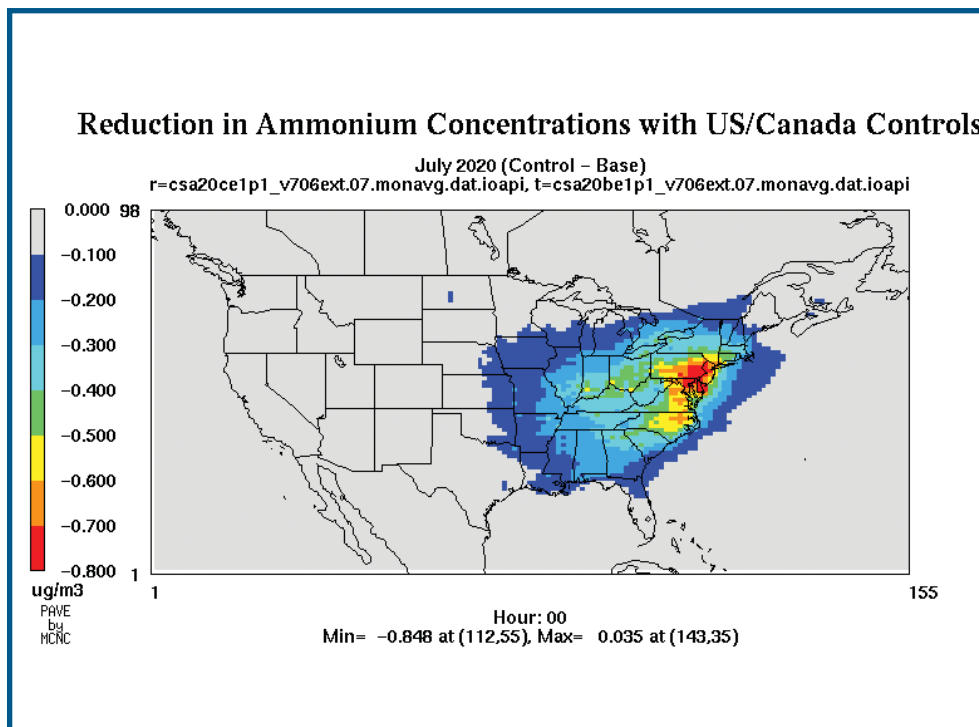 Reduction in Ammonium Concentrations with US/Canada Controls
July 2020 (Control – Base)
r=csa20ce1p1_v706ext.07.monavg.dat.ioapi, t=csa20be1p1_v706ext.07.monavg.dat.ioapi
0.000
−0.100
−0.200
−0.300
−0.400
−0.500
−0.600
−0.700
−0.800
ug/m3
PAVE
by
MCNC
98
1
1
155
Hour: 00
Min= −0.848 at (112,55), Max= 0.035 at (143,35)